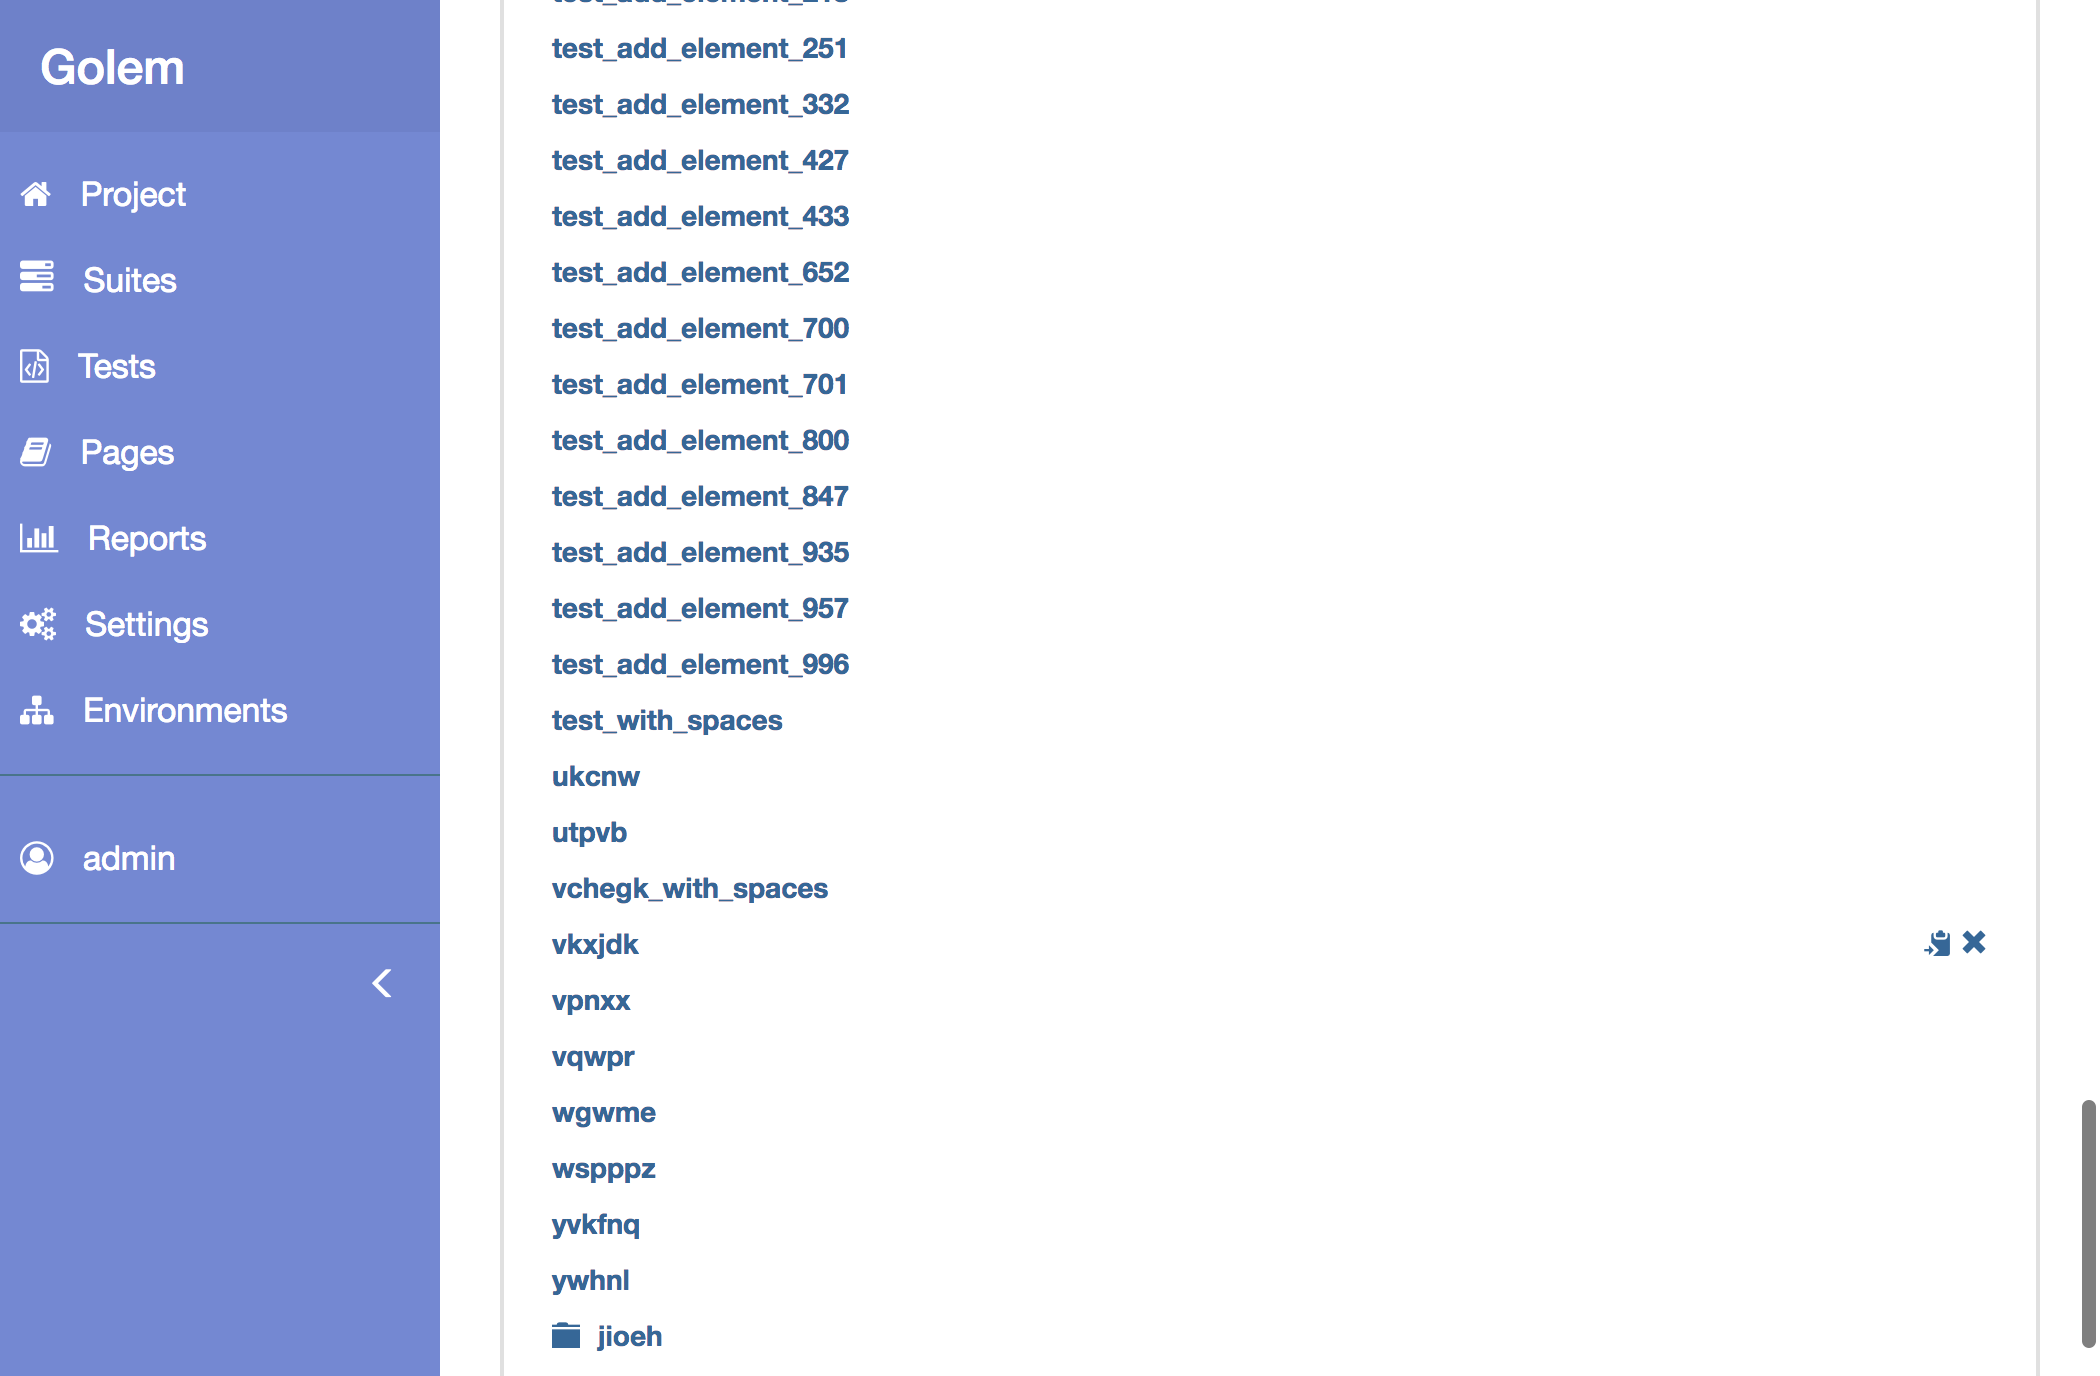 Golem
Project
Suites
Tests
Pages
Reports
Settings
Environments
admin
test_add_element_251
test_add_element_332
test_add_element_427
test_add_element_433
test_add_element_652
test_add_element_700
test_add_element_701
test_add_element_800
test_add_element_847
test_add_element_935
test_add_element_957
test_add_element_996
test_with_spaces
ukcnw
utpvb
vchegk_with_spaces
vkxjdk
vpnxx
vqwpr
wgwme
wspppz
yvkfnq
ywhnl
jioeh